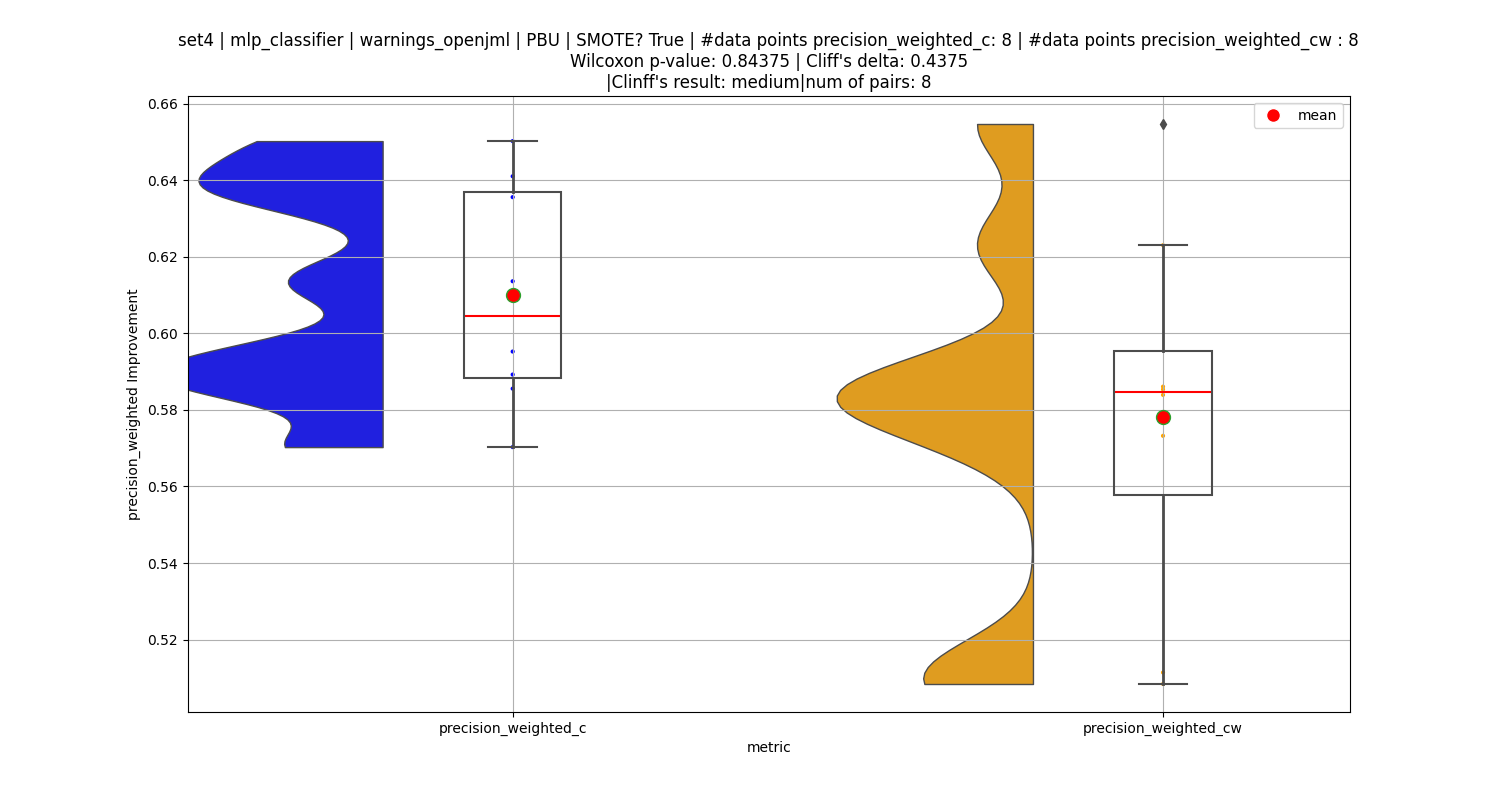 set4 | mlp_classifier | warnings_openjml | PBU | SMOTE? True | #data points precision_weighted_c: 8 | #data points precision_weighted_cw : 8
Wilcoxon p-value: 0.84375 | Cliff's delta: 0.4375
|Clinff's result: medium|num of pairs: 8
mean
0.66
0.64
0.62
0.60
0.58
0.56
0.54
0.52
precision_weighted Improvement
precision_weighted_c
precision_weighted_cw
metric